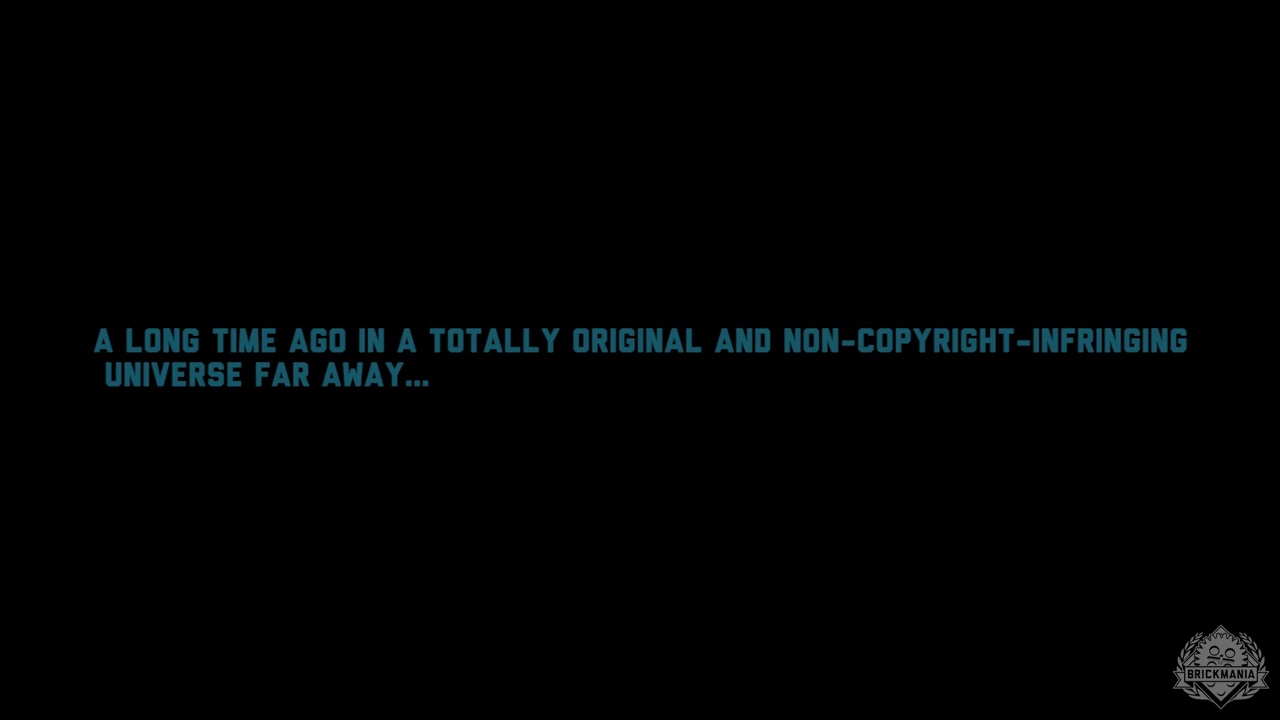 A LONG TIME AGO IN A TOTALLY ORIGINAL AND NON-COPYRIGHT-INFRINGING
UNIVERSE FAR AWAY...
BRICKMANIA